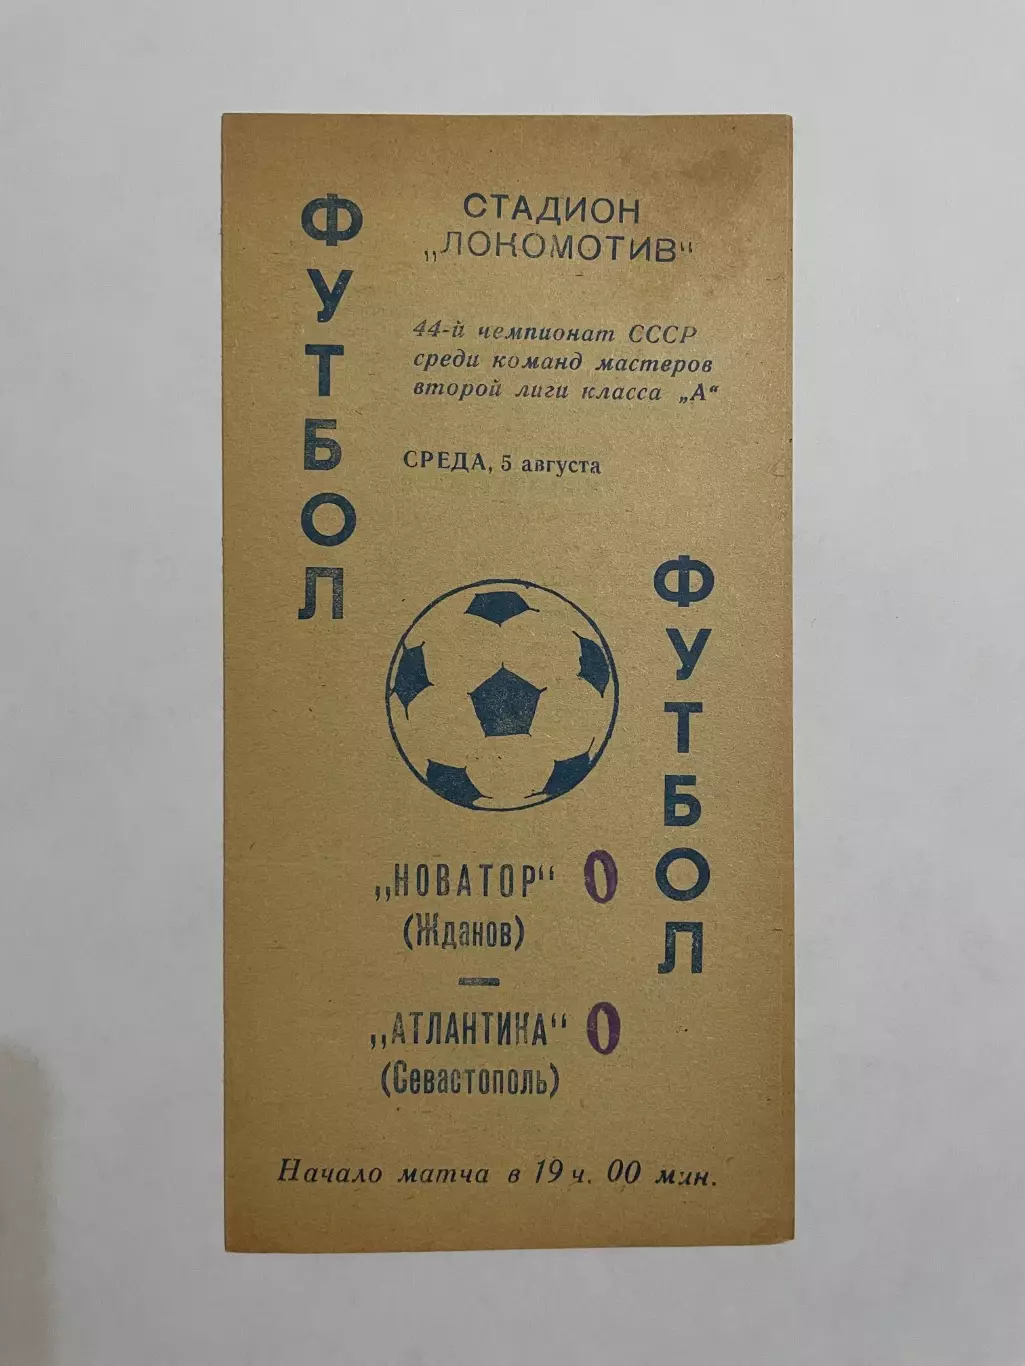 ФУТБОЛ
СТАДИОН
„ЛОКОМОТИВ“
44-й чемпионат СССР
среди команд мастеров
второй лиги класса „А“
СРЕДА, 5 августа
ФУТБОЛ
„НОВАТОР“ 0
(Жданов)
—
„АТЛАНТИКА“ 0
(Севастополь)
Начало матча в 19 ч. 00 мин.